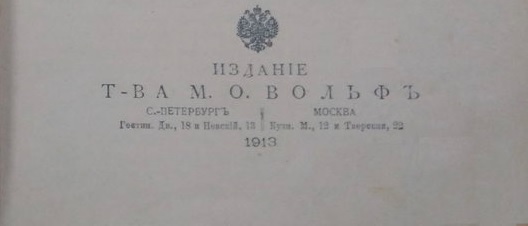 ИЗДАНІЕ
Т-ВА М. О. ВОЛЬФЪ
С.-ПЕТЕРБУРГЪ МОСКВА
Гостин. Дв., 18 и Невскій, 13 Кузн. М., 12 и Тверская, 22
1913